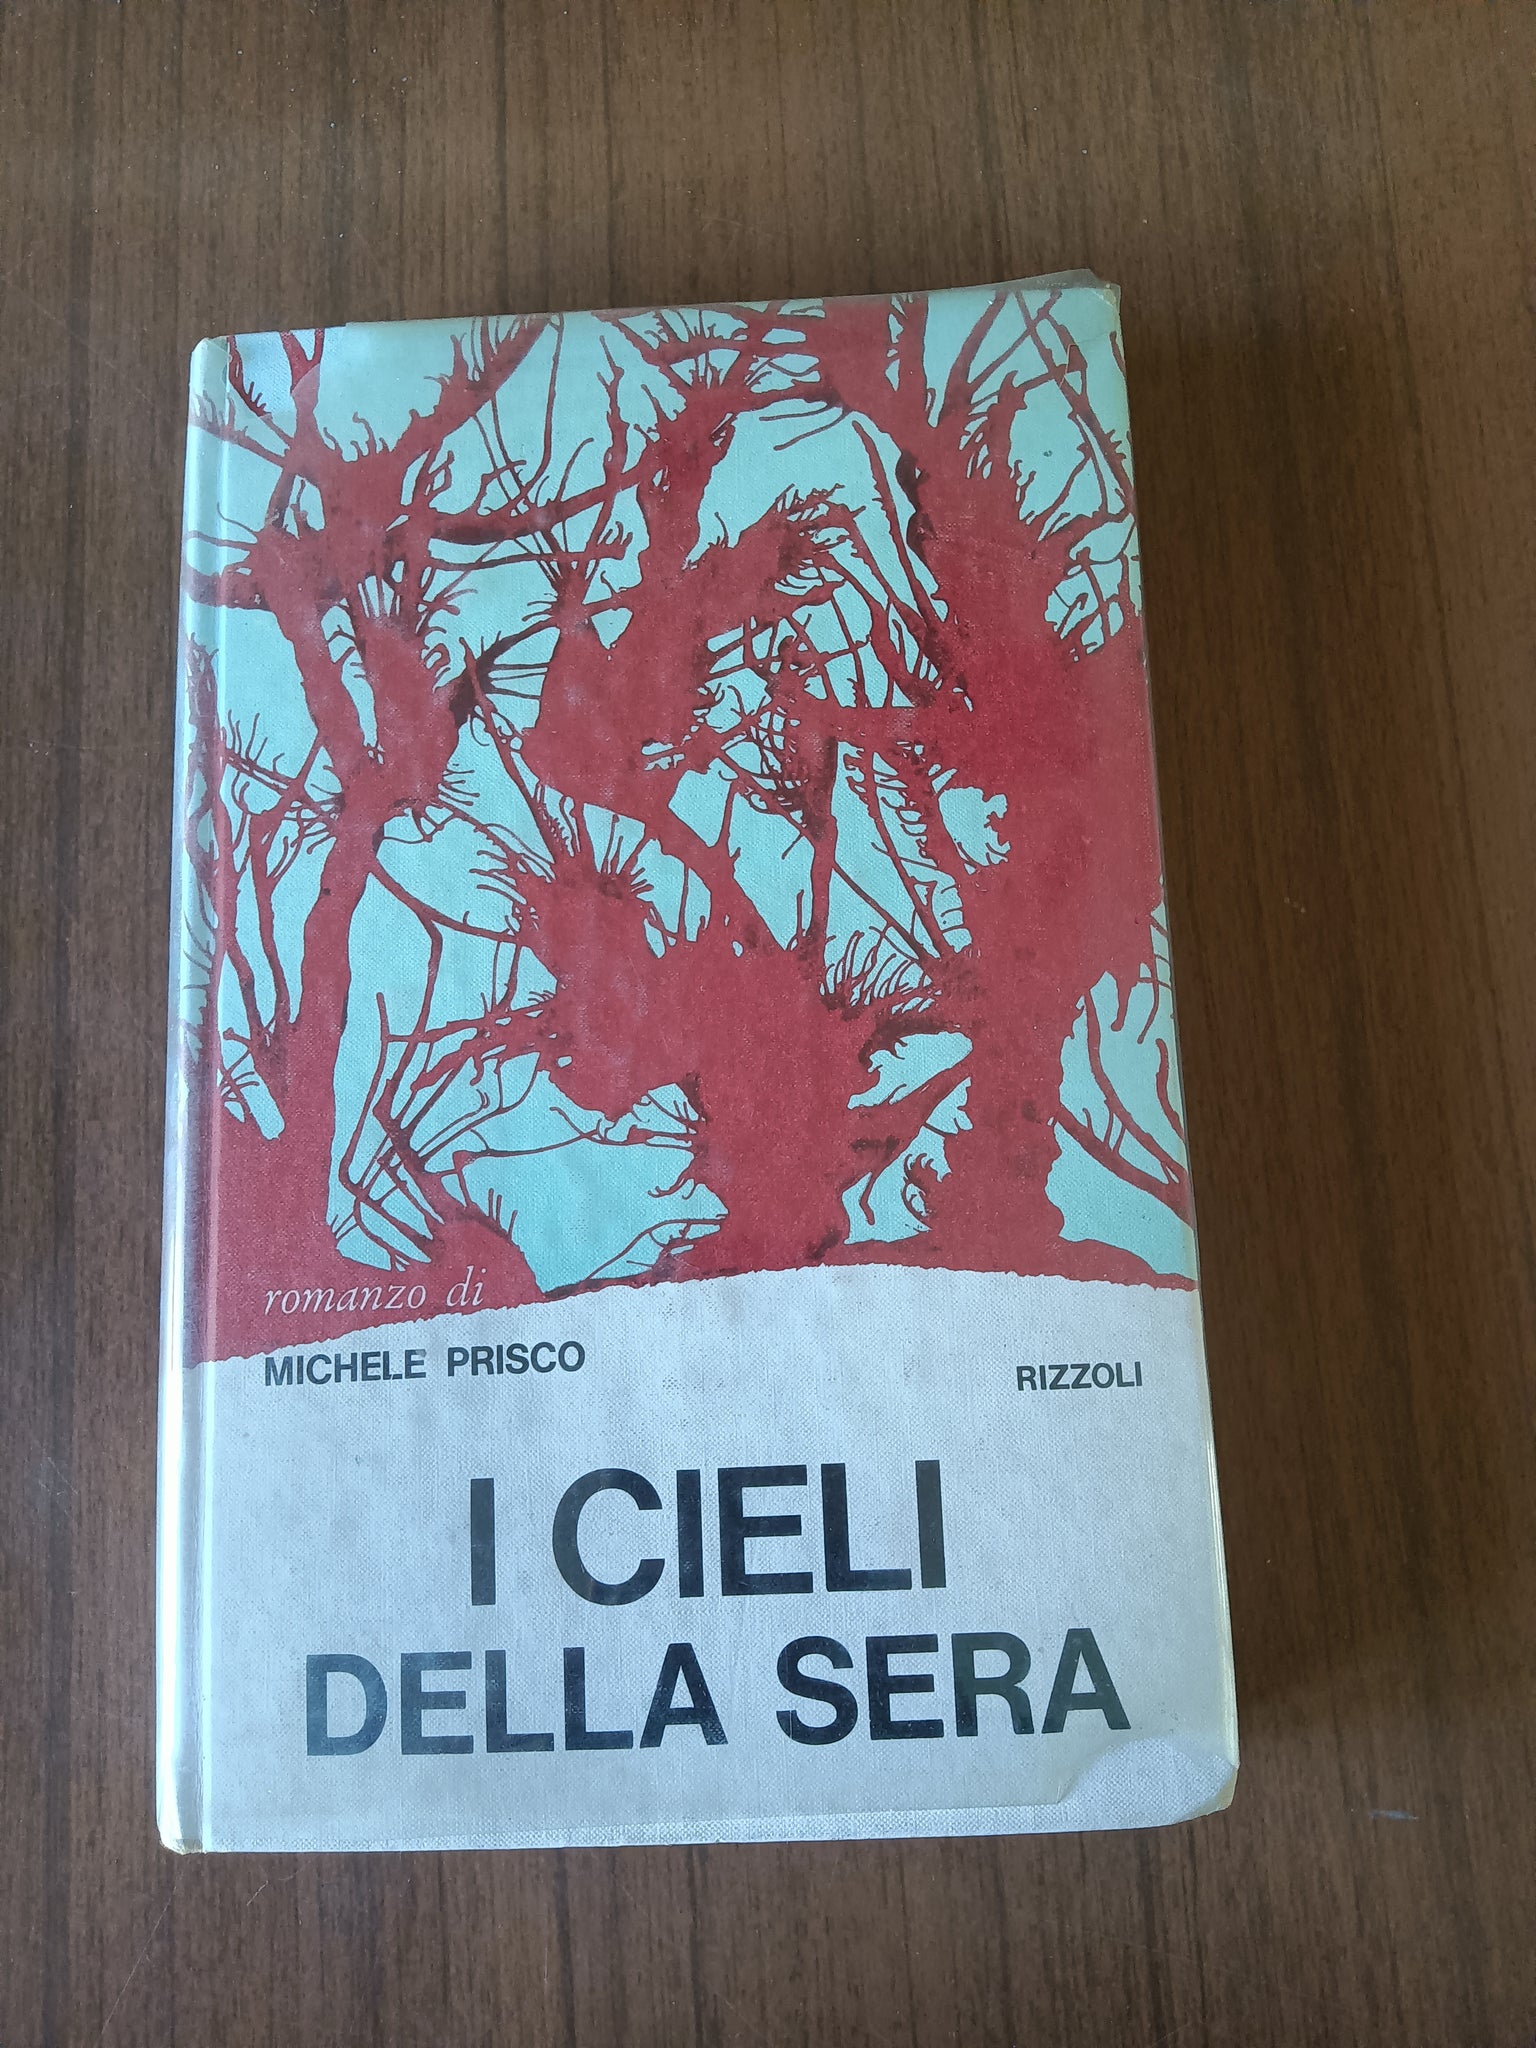 romanzo di
MICHELE PRISCO
RIZZOLI
I CIELI
DELLA SERA